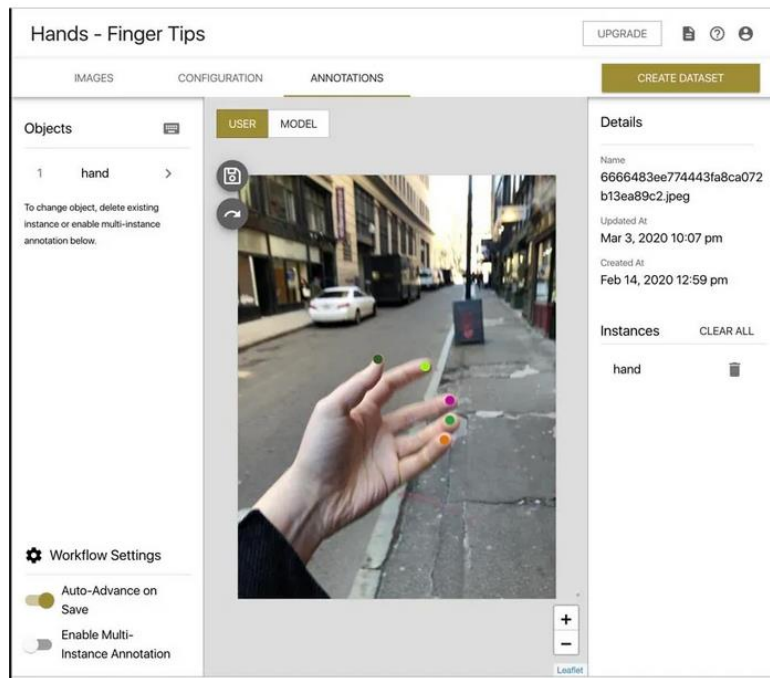 Hands - Finger Tips
UPGRADE
IMAGES
CONFIGURATION
ANNOTATIONS
CREATE DATASET
Objects
1 hand
To change object, delete existing
instance or enable multi-instance
annotation below.
Workflow Settings
Auto-Advance on
Save
Enable Multi-
Instance Annotation
USER
MODEL
+
−
Leaflet
Details
Name
6666483ee774443fa8ca072
b13ea89c2.jpeg
Updated At
Mar 3, 2020 10:07 pm
Created At
Feb 14, 2020 12:59 pm
Instances
CLEAR ALL
hand